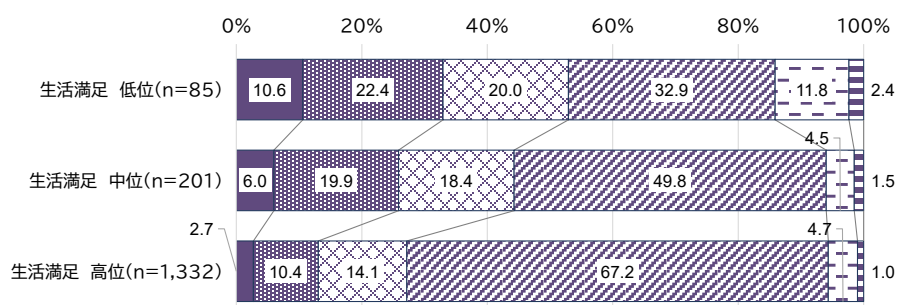 0% 20% 40% 60% 80% 100%
生活満足 低位(n=85) 10.6 22.4 20.0 32.9 11.8 2.4
4.5
生活満足 中位(n=201) 6.0 19.9 18.4 49.8 1.5
2.7 4.7
生活満足 高位(n=1,332) 10.4 14.1 67.2 1.0